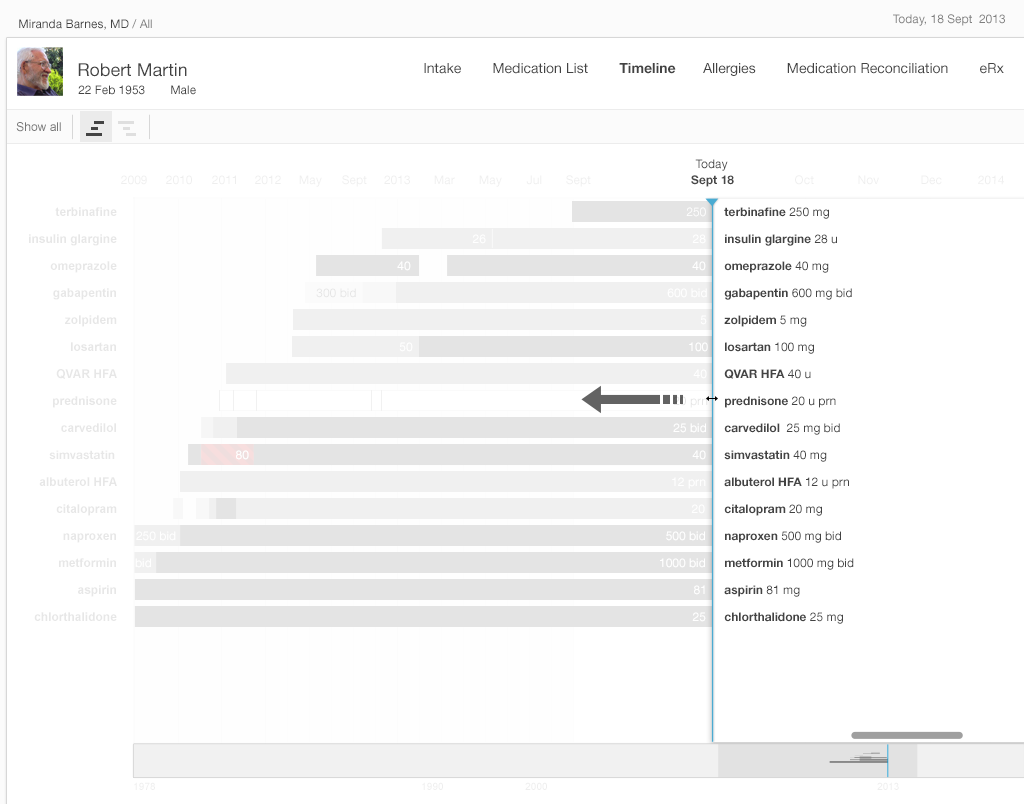 Miranda Barnes, MD / All
Today, 18 Sept 2013
Robert Martin
22 Feb 1953 Male
Intake Medication List Timeline Allergies Medication Reconciliation eRx
Show all
Today
2009 2010 2011 2012 May Sept 2013 Mar May Jul Sept Sept 18 Oct Nov Dec 2014
terbinafine 250 terbinafine 250 mg
insulin glargine 26 28 insulin glargine 28 u
omeprazole 40 40 omeprazole 40 mg
gabapentin 300 bid 600 bid gabapentin 600 mg bid
zolpidem 5 zolpidem 5 mg
losartan 50 100 losartan 100 mg
QVAR HFA 40 QVAR HFA 40 u
prednisone prn prednisone 20 u prn
carvedilol 25 bid carvedilol 25 mg bid
simvastatin 80 40 simvastatin 40 mg
albuterol HFA 12 prn albuterol HFA 12 u prn
citalopram 20 citalopram 20 mg
naproxen 250 bid 500 bid naproxen 500 mg bid
metformin bid 1000 bid metformin 1000 mg bid
aspirin 81 aspirin 81 mg
chlorthalidone 25 chlorthalidone 25 mg
1978 1990 2000 2013